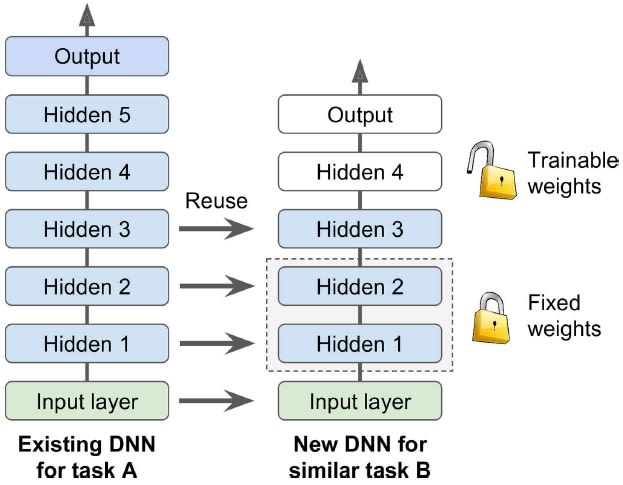 Output
Hidden 5
Hidden 4
Hidden 3
Hidden 2
Hidden 1
Input layer
Existing DNN
for task A
Reuse
Output
Hidden 4
Hidden 3
Hidden 2
Hidden 1
Input layer
New DNN for
similar task B
Trainable
weights
Fixed
weights